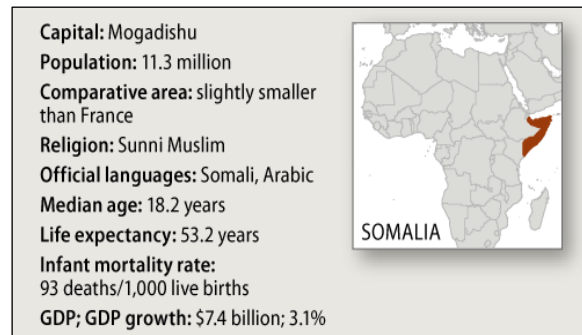 Capital: Mogadishu
Population: 11.3 million
Comparative area: slightly smaller
than France
Religion: Sunni Muslim
Official languages: Somali, Arabic
Median age: 18.2 years
Life expectancy: 53.2 years
Infant mortality rate:
93 deaths/1,000 live births
GDP; GDP growth: $7.4 billion; 3.1%
SOMALIA